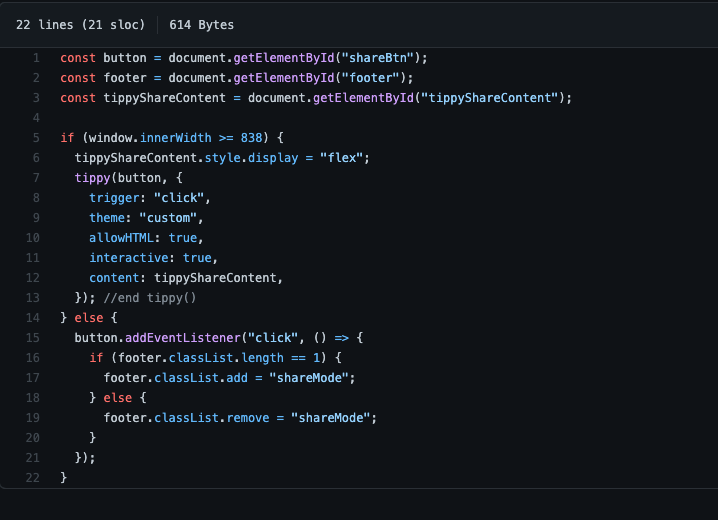 22 lines (21 sloc) 614 Bytes
1 const button = document.getElementById("shareBtn");
2 const footer = document.getElementById("footer");
3 const tippyShareContent = document.getElementById("tippyShareContent");
4
5 if (window.innerWidth >= 838) {
6   tippyShareContent.style.display = "flex";
7   tippy(button, {
8     trigger: "click",
9     theme: "custom",
10     allowHTML: true,
11     interactive: true,
12     content: tippyShareContent,
13   }); //end tippy()
14 } else {
15   button.addEventListener("click", () => {
16     if (footer.classList.length == 1) {
17       footer.classList.add = "shareMode";
18     } else {
19       footer.classList.remove = "shareMode";
20     }
21   });
22 }